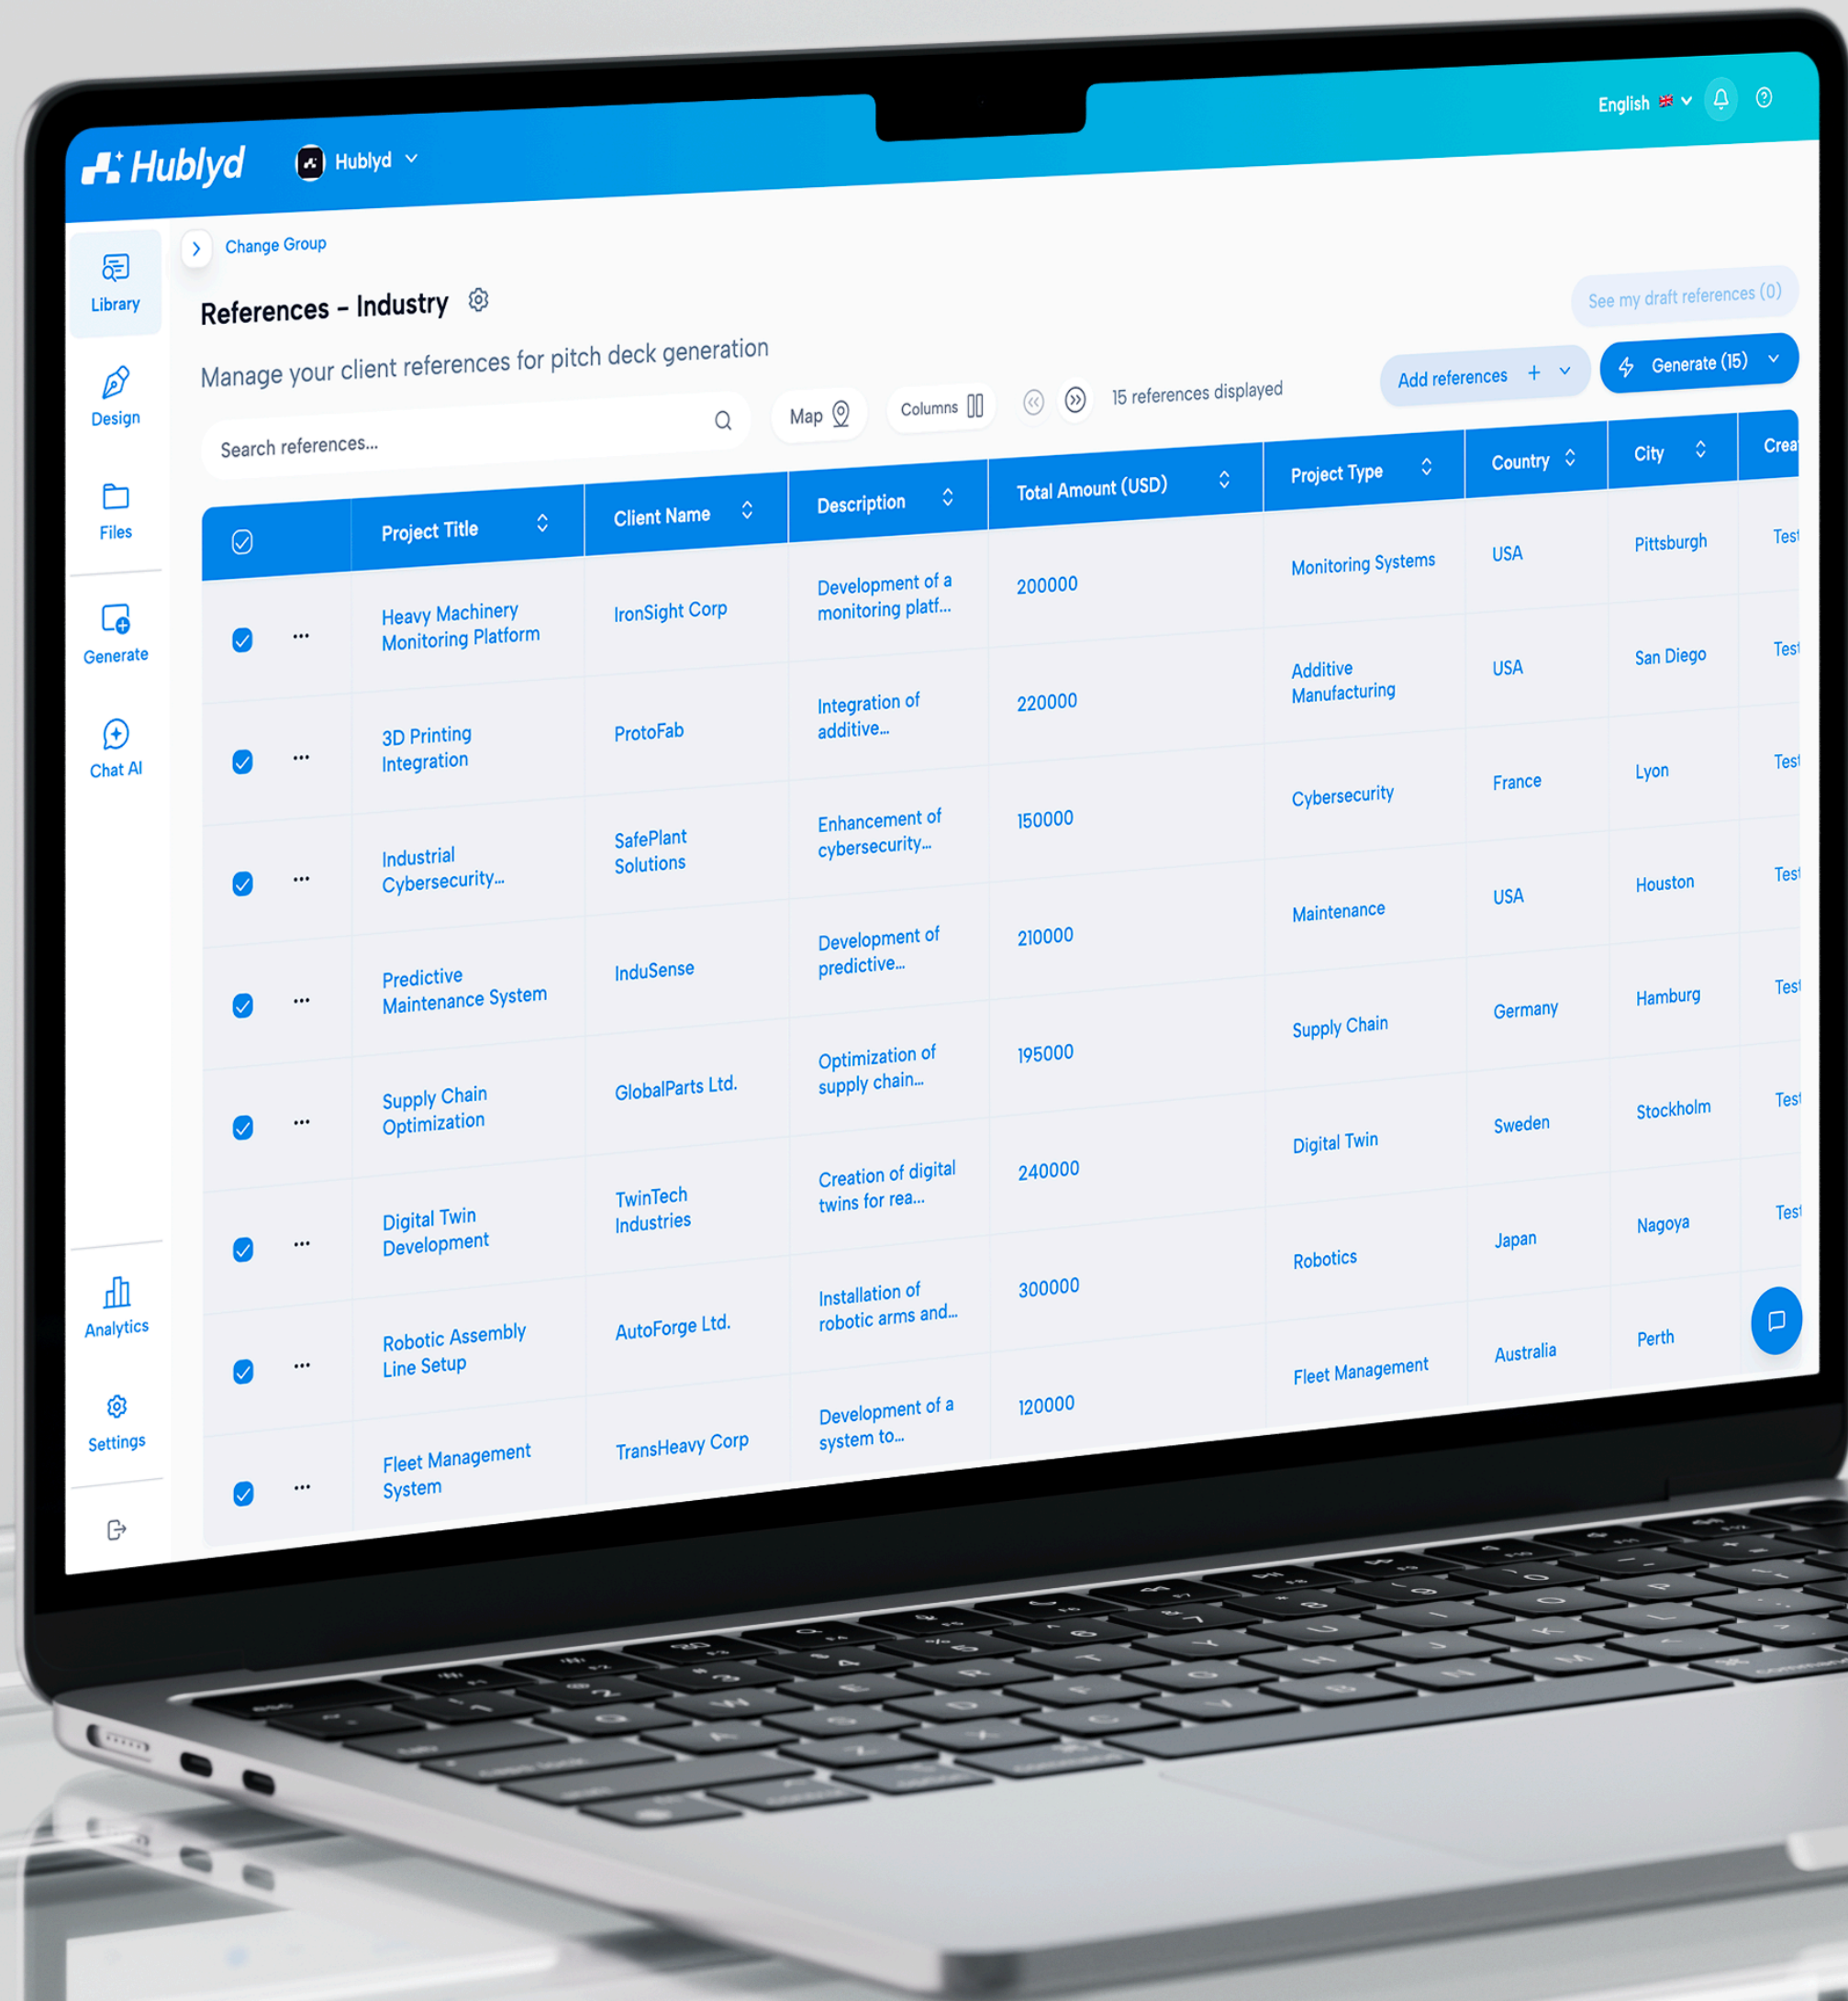 Hublyd
Hublyd
English
Change Group
References – Industry
See my draft references (0)
Manage your client references for pitch deck generation
Search references...
Map
Columns
15 references displayed
Add references +
Generate (15)
Library
Design
Files
Generate
Chat AI
Analytics
Settings
Project Title
Client Name
Description
Total Amount (USD)
Project Type
Country
City
Crea
Heavy Machinery
Monitoring Platform
IronSight Corp
Development of a
monitoring platf...
200000
Monitoring Systems
USA
Pittsburgh
Test
3D Printing
Integration
ProtoFab
Integration of
additive...
220000
Additive
Manufacturing
USA
San Diego
Test
Industrial
Cybersecurity...
SafePlant
Solutions
Enhancement of
cybersecurity...
150000
Cybersecurity
France
Lyon
Test
Predictive
Maintenance System
InduSense
Development of
predictive...
210000
Maintenance
USA
Houston
Test
Supply Chain
Optimization
GlobalParts Ltd.
Optimization of
supply chain...
195000
Supply Chain
Germany
Hamburg
Test
Digital Twin
Development
TwinTech
Industries
Creation of digital
twins for rea...
240000
Digital Twin
Sweden
Stockholm
Test
Robotic Assembly
Line Setup
AutoForge Ltd.
Installation of
robotic arms and...
300000
Robotics
Japan
Nagoya
Test
Fleet Management
System
TransHeavy Corp
Development of a
system to...
120000
Fleet Management
Australia
Perth